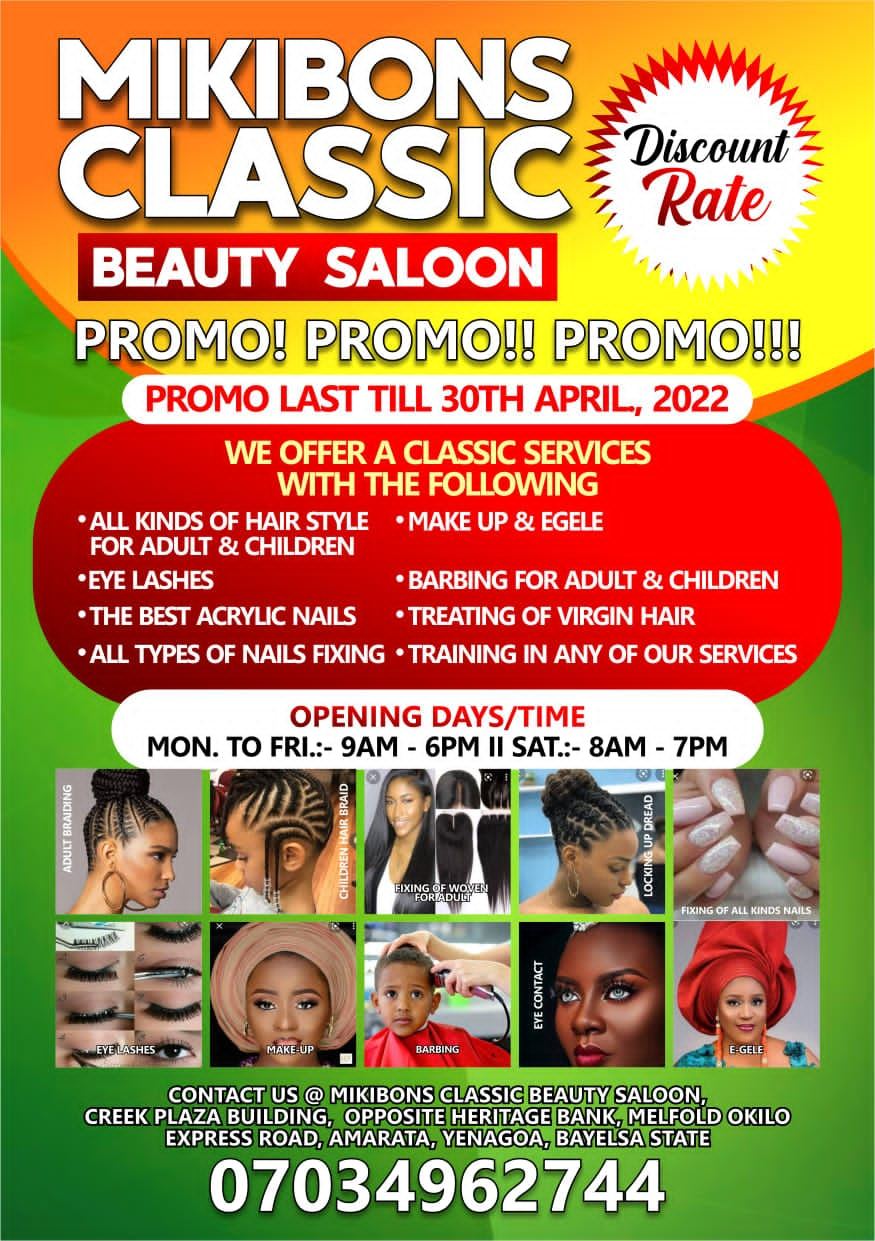 MIKIBONS
CLASSIC
BEAUTY SALOON
Discount
Rate
PROMO! PROMO!! PROMO!!!
PROMO LAST TILL 30TH APRIL., 2022
WE OFFER A CLASSIC SERVICES
WITH THE FOLLOWING
• ALL KINDS OF HAIR STYLE
FOR ADULT & CHILDREN
• EYE LASHES
• THE BEST ACRYLIC NAILS
• ALL TYPES OF NAILS FIXING
• MAKE UP & EGELE
• BARBING FOR ADULT & CHILDREN
• TREATING OF VIRGIN HAIR
• TRAINING IN ANY OF OUR SERVICES
OPENING DAYS/TIME
MON. TO FRI.:- 9AM - 6PM II SAT.:- 8AM - 7PM
ADULT BRAIDING
CHILDREN HAIR BRAID
FIXING OF WOVEN
FOR ADULT
LOCKING UP DREAD
FIXING OF ALL KINDS NAILS
EYE LASHES
MAKE-UP
BARBING
EYE CONTACT
E-GELE
CONTACT US @ MIKIBONS CLASSIC BEAUTY SALOON,
CREEK PLAZA BUILDING, OPPOSITE HERITAGE BANK, MELFOLD OKILO
EXPRESS ROAD, AMARATA, YENAGOA, BAYELSA STATE
07034962744